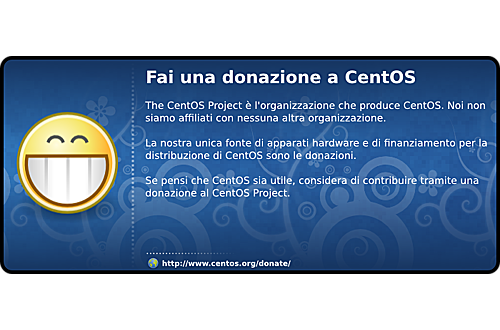 Fai una donazione a CentOS
The CentOS Project è l'organizzazione che produce CentOS. Noi non
siamo affiliati con nessuna altra organizzazione.
La nostra unica fonte di apparati hardware e di finanziamento per la
distribuzione di CentOS sono le donazioni.
Se pensi che CentOS sia utile, considera di contribuire tramite una
donazione al CentOS Project.
http://www.centos.org/donate/